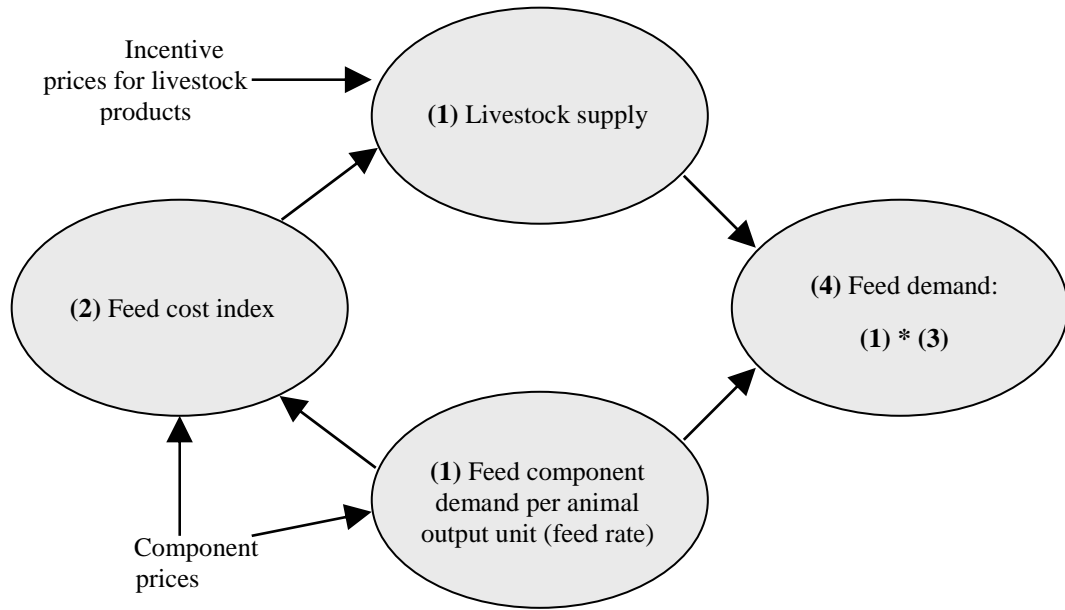 Incentive
prices for livestock
products
(1) Livestock supply
(2) Feed cost index
(4) Feed demand:
(1) * (3)
(1) Feed component
demand per animal
output unit (feed rate)
Component
prices